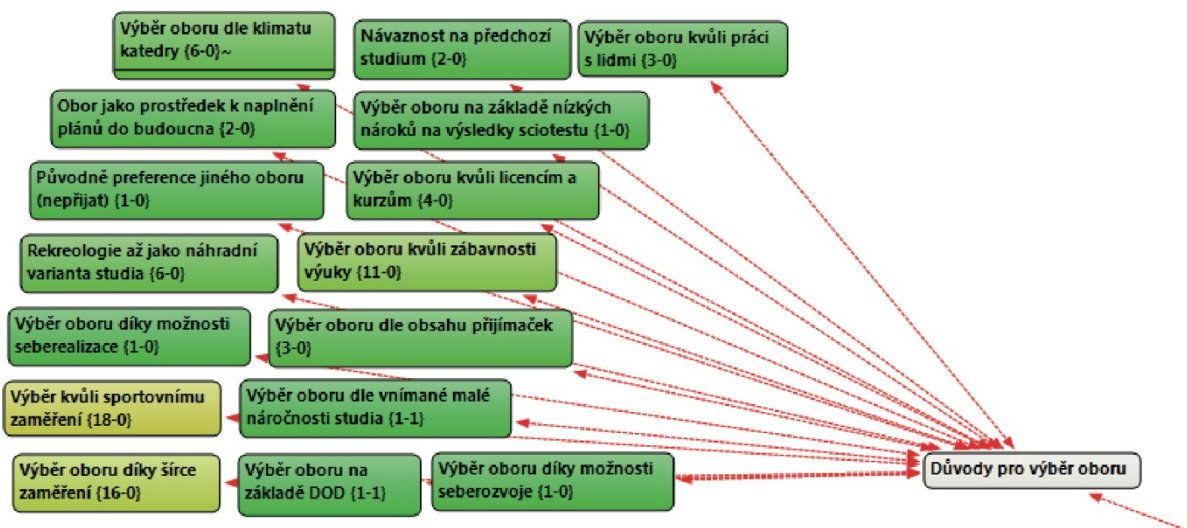 Výběr oboru dle klimatu
katedry {6-0}~
Návaznost na předchozí
studium {2-0}
Výběr oboru kvůli práci
s lidmi {3-0}
Obor jako prostředek k naplnění
plánů do budoucna {2-0}
Výběr oboru na základě nízkých
nároků na výsledky sciotestu {1-0}
Původně preference jiného oboru
(nepřijat) {1-0}
Výběr oboru kvůli licencím a
kurzům {4-0}
Rekreologie až jako náhradní
varianta studia {6-0}
Výběr oboru kvůli zábavnosti
výuky {11-0}
Výběr oboru díky možnosti
seberealizace {1-0}
Výběr oboru dle obsahu přijímaček
{3-0}
Výběr kvůli sportovnímu
zaměření {18-0}
Výběr oboru dle vnímané malé
náročnosti studia {1-1}
Výběr oboru díky šírce
zaměření {16-0}
Výběr oboru na
základě DOD {1-1}
Výběr oboru díky možnosti
seberozvoje {1-0}
Důvody pro výběr oboru